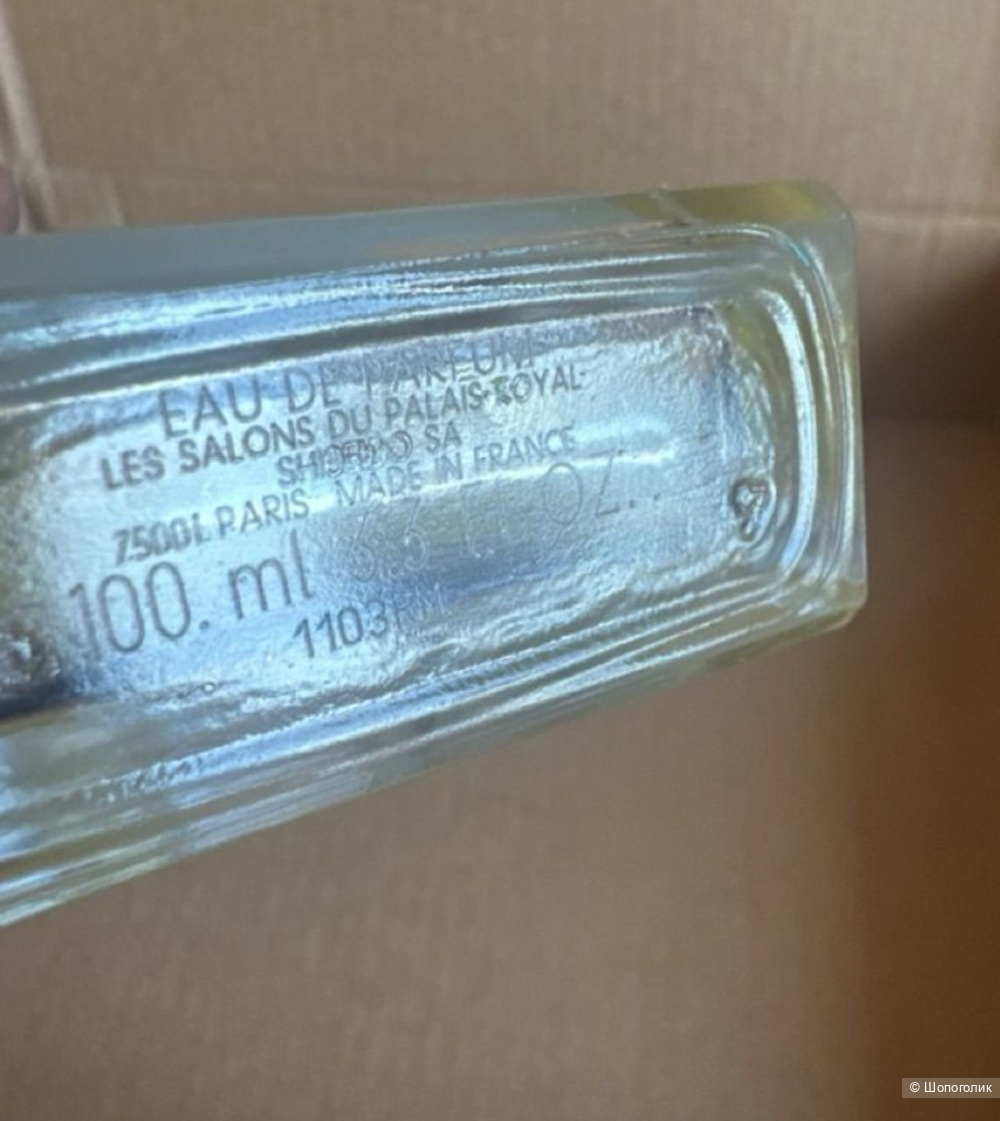 EAU DE PARFUM
LES SALONS DU PALAIS-ROYAL
SHISEIDO SA
75001 PARIS MADE IN FRANCE
100. ml 3.3 fl OZ.
1103
© Шопоголик